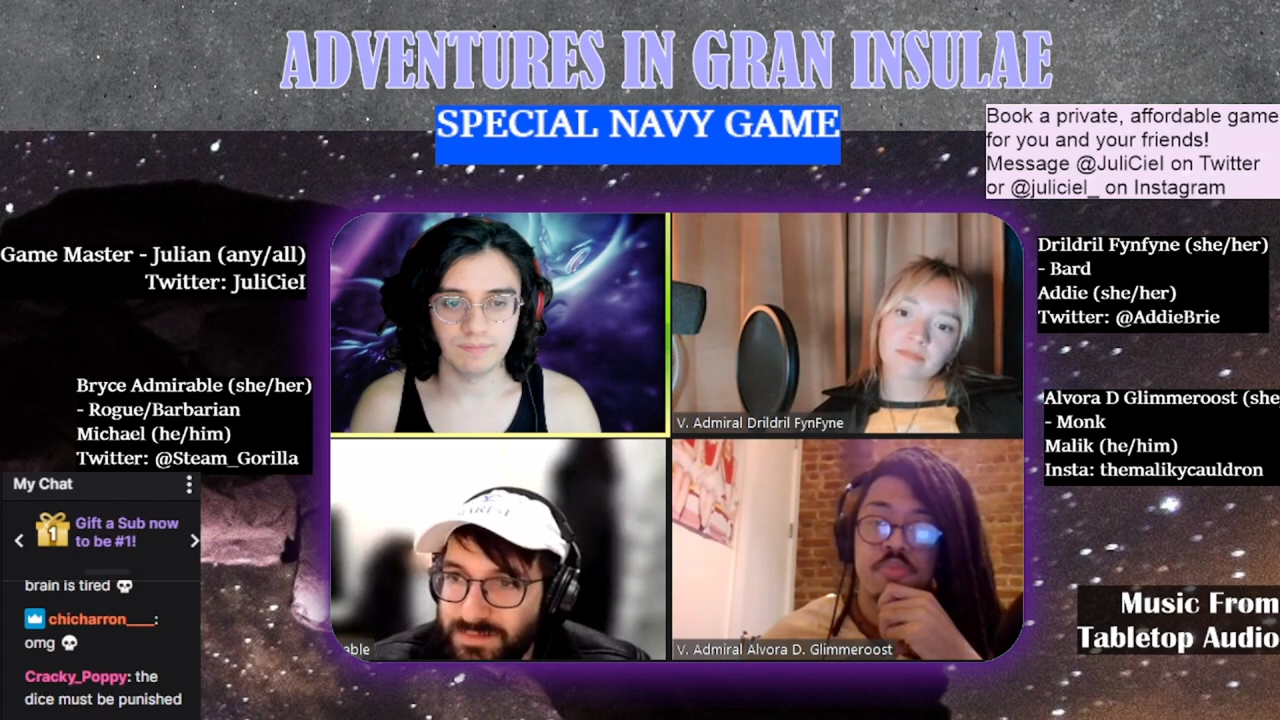 ADVENTURES IN GRAN INSULAE
SPECIAL NAVY GAME
Book a private, affordable game
for you and your friends!
Message @JuliCiel on Twitter
or @juliciel_ on Instagram
Game Master - Julian (any/all)
Twitter: JuliCiel
Bryce Admirable (she/her)
- Rogue/Barbarian
Michael (he/him)
Twitter: @Steam_Gorilla
Drildril Fynfyne (she/her)
- Bard
Addie (she/her)
Twitter: @AddieBrie
Alvora D Glimmeroost (she
- Monk
Malik (he/him)
Insta: themalikycauldron
V. Admiral Drildril FynFyne
able
V. Admiral Alvora D. Glimmeroost
My Chat
1
Gift a Sub now
to be #1!
brain is tired 💀
chicharron____:
omg 💀
Cracky_Poppy: the
dice must be punished
Music From
Tabletop Audio